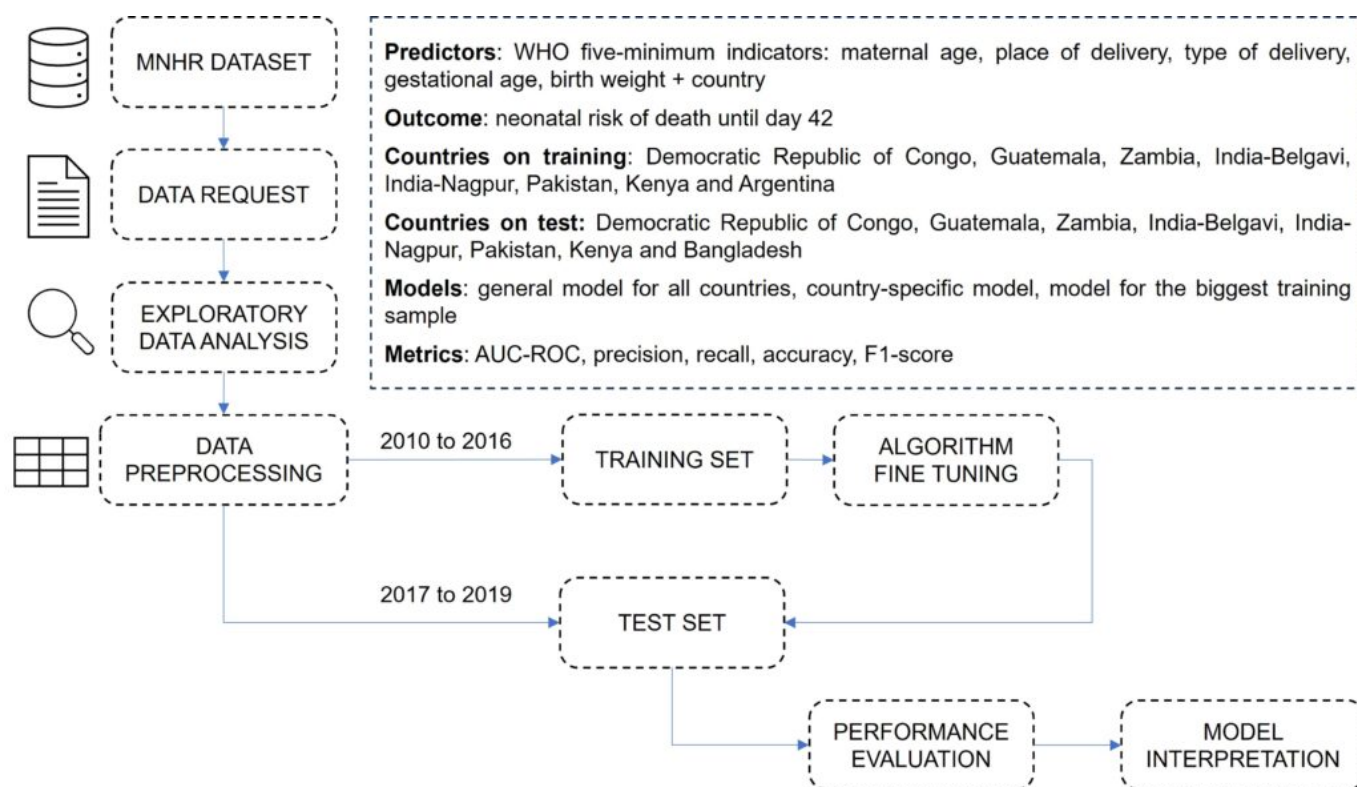 MNHR DATASET
DATA REQUEST
EXPLORATORY
DATA ANALYSIS
Predictors: WHO five-minimum indicators: maternal age, place of delivery, type of delivery,
gestational age, birth weight + country
Outcome: neonatal risk of death until day 42
Countries on training: Democratic Republic of Congo, Guatemala, Zambia, India-Belgavi,
India-Nagpur, Pakistan, Kenya and Argentina
Countries on test: Democratic Republic of Congo, Guatemala, Zambia, India-Belgavi, India-
Nagpur, Pakistan, Kenya and Bangladesh
Models: general model for all countries, country-specific model, model for the biggest training
sample
Metrics: AUC-ROC, precision, recall, accuracy, F1-score
DATA
PREPROCESSING
2010 to 2016
TRAINING SET
ALGORITHM
FINE TUNING
2017 to 2019
TEST SET
PERFORMANCE
EVALUATION
MODEL
INTERPRETATION